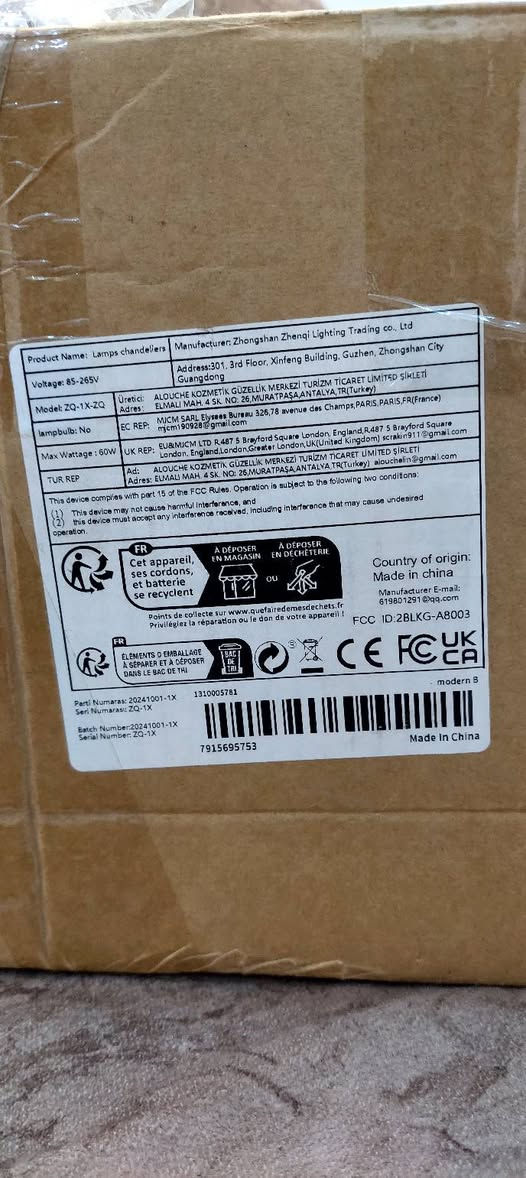 Product Name: Lamps chandeliers
Manufacturer: Zhongshan Zhenqi Lighting Trading co., Ltd
Voltage: 85-265V
Address:301, 3rd Floor, Xinfeng Building, Guzhen, Zhongshan City
Guangdong
Model: ZQ-1X-ZQ
Üretici: ALOUCHE KOZMETİK GÜZELLİK MERKEZİ TURİZM TİCARET LİMİTED ŞİRLETİ
Adres: ELMALI MAH. 4 SK. NO: 26,MURATPAŞA,ANTALYA,TR(Turkey)
lampbulb: No
EC REP: MJCM SARL Elysees Bureau 326,78 avenue des Champs,PARIS,PARIS,FR(France)
mjcm190928@gmail.com
Max Wattage : 60W
UK REP: EU&MJCM LTD R,487 5 Brayford Square London, England,R,487 5 Brayford Square
London, England,London,Greater London,UK(United Kingdom) scrakin911@gmail.com
TUR REP
Ad: ALOUCHE KOZMETİK GÜZELLİK MERKEZİ TURİZM TİCARET LİMİTED ŞİRLETİ
Adres: ELMALI MAH. 4 SK. NO: 26,MURATPAŞA,ANTALYA,TR(Turkey) alouchelin@gmail.com
This device complies with part 15 of the FCC Rules. Operation is subject to the following two conditions:
(1) This device may not cause harmful interference, and
(2) this device must accept any interference received, including interference that may cause undesired
operation.
FR
Cet appareil,
ses cordons,
et batterie
se recyclent
À DÉPOSER
EN MAGASIN
OU
À DÉPOSER
EN DÉCHÈTERIE
Points de collecte sur www.quefairedemesdechets.fr
Privilégiez la réparation ou le don de votre appareil !
Country of origin:
Made in china
Manufacturer E-mail:
619801291@qq.com
FCC ID:2BLKG-A8003
FR
ÉLÉMENTS D'EMBALLAGE
À SÉPARER ET À DÉPOSER
DANS LE BAC DE TRI
BAC
DE
TRI
CE FC UK
CA
modern B
Parti Numaras: 20241001-1X
Seri Numarası: ZQ-1X
1310005781
Batch Number:20241001-1X
Serial Number: ZQ-1X
7915695753
Made In China